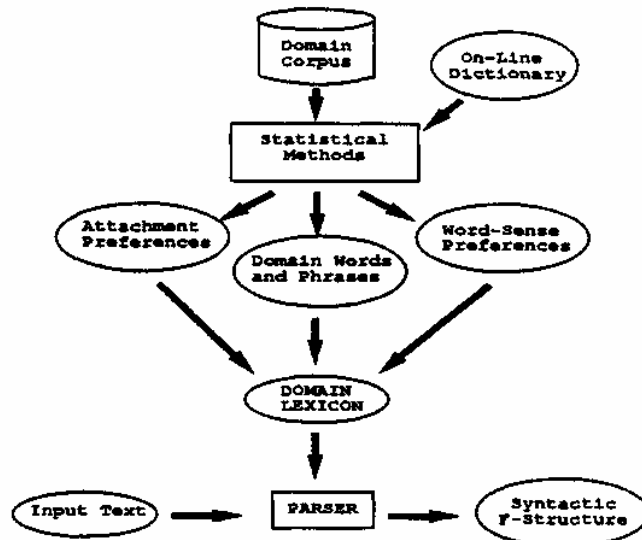 Domain
Corpus
On-Line
Dictionary
Statistical
Methods
Attachment
Preferences
Domain Words
and Phrases
Word-Sense
Preferences
DOMAIN
LEXICON
Input Text
PARSER
Syntactic
F-Structure